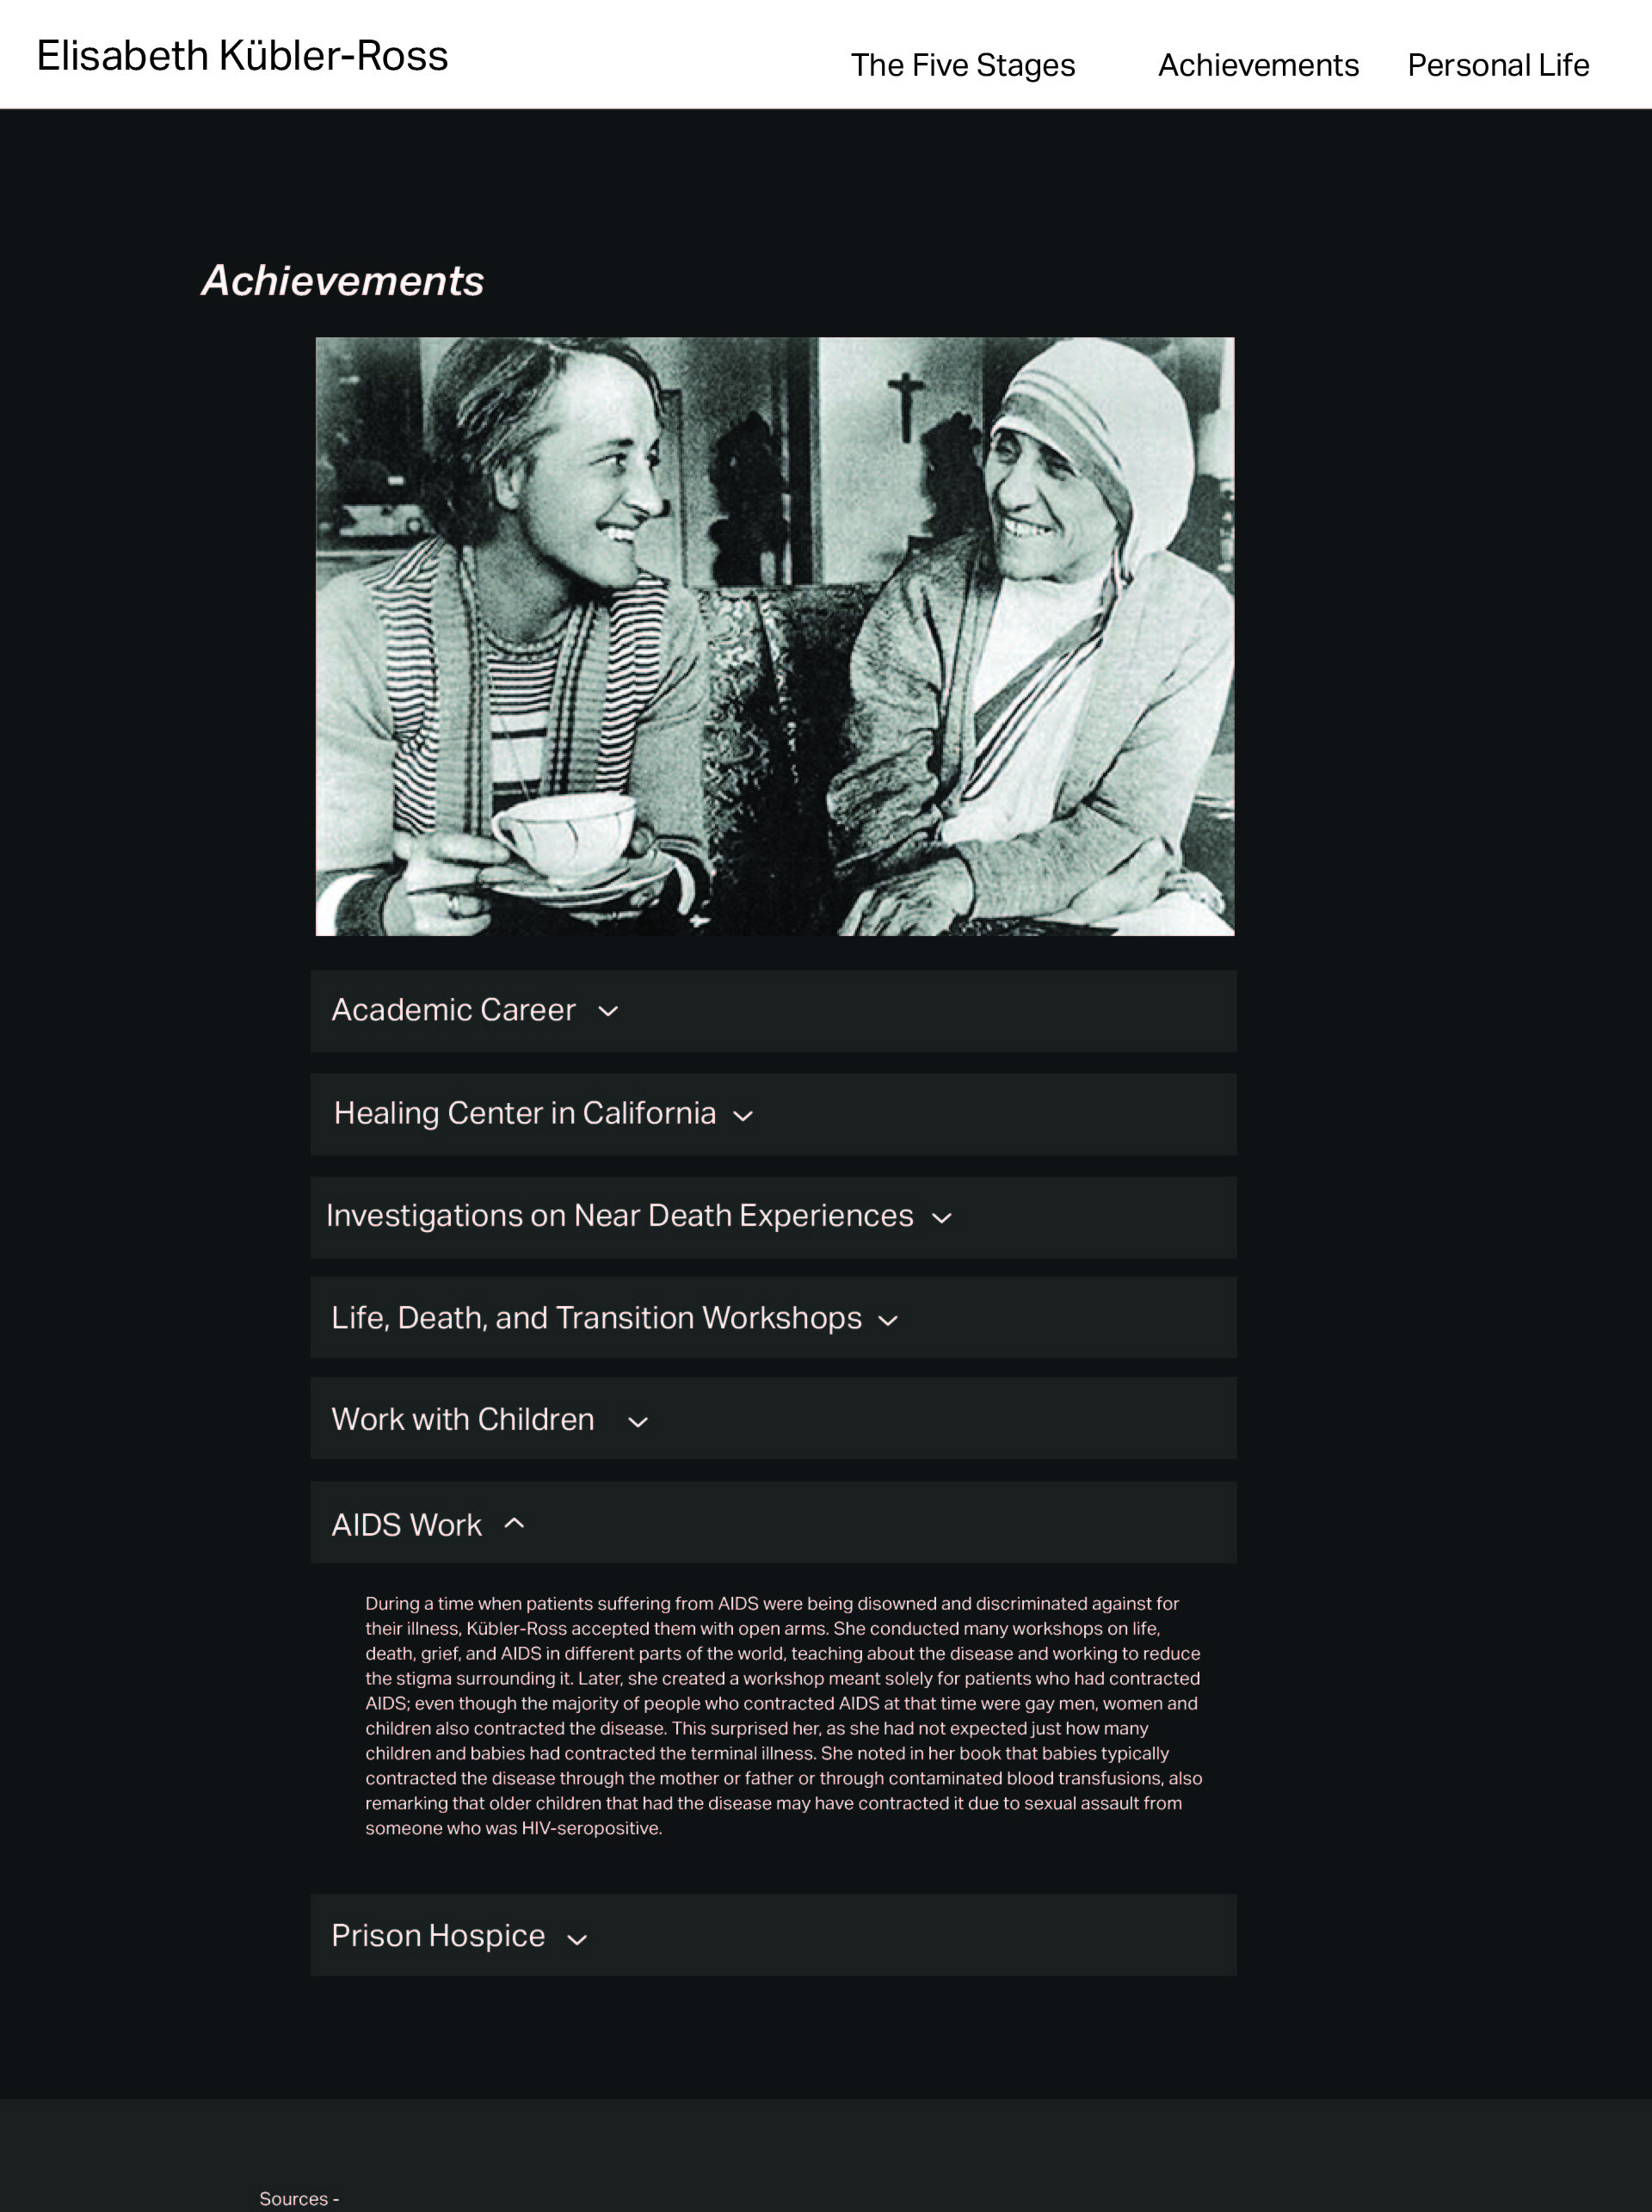 Elisabeth Kübler-Ross
The Five Stages
Achievements
Personal Life
Achievements
Academic Career
Healing Center in California
Investigations on Near Death Experiences
Life, Death, and Transition Workshops
Work with Children
AIDS Work
During a time when patients suffering from AIDS were being disowned and discriminated against for
their illness, Kübler-Ross accepted them with open arms. She conducted many workshops on life,
death, grief, and AIDS in different parts of the world, teaching about the disease and working to reduce
the stigma surrounding it. Later, she created a workshop meant solely for patients who had contracted
AIDS; even though the majority of people who contracted AIDS at that time were gay men, women and
children also contracted the disease. This surprised her, as she had not expected just how many
children and babies had contracted the terminal illness. She noted in her book that babies typically
contracted the disease through the mother or father or through contaminated blood transfusions, also
remarking that older children that had the disease may have contracted it due to sexual assault from
someone who was HIV-seropositive.
Prison Hospice
Sources -